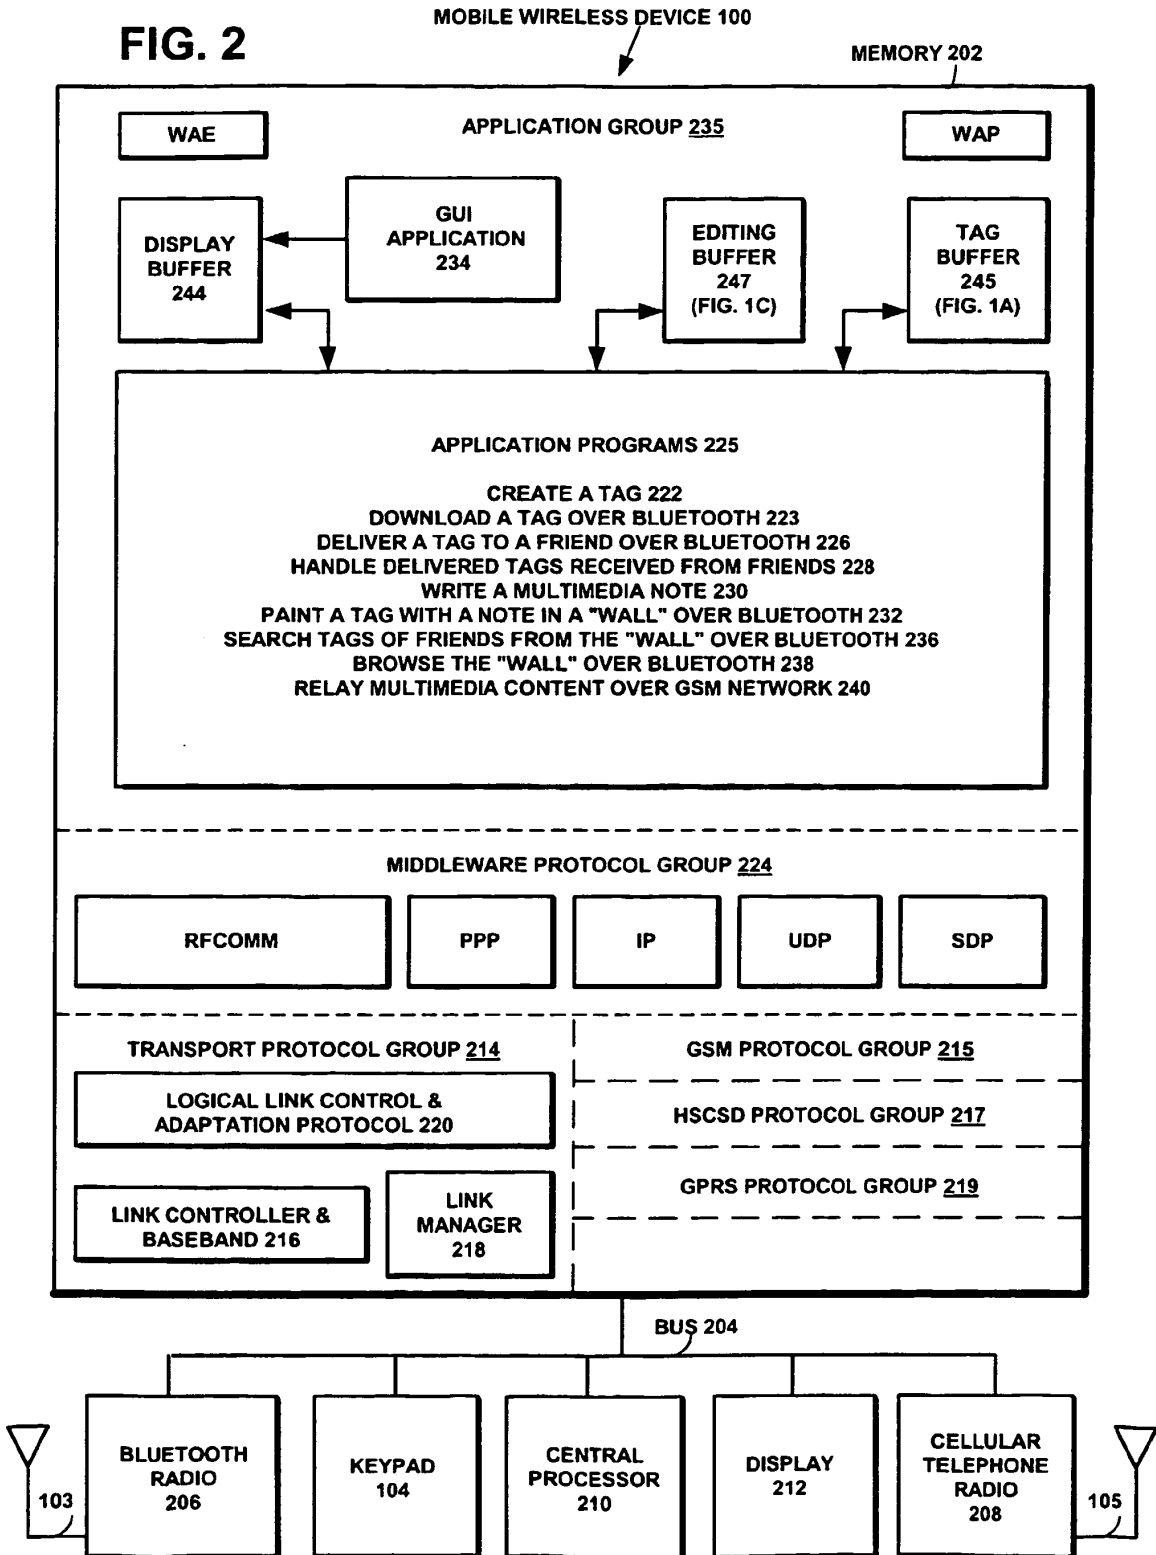 MOBILE WIRELESS DEVICE 100
FIG. 2
MEMORY 202
WAE
APPLICATION GROUP 235
WAP
DISPLAY
BUFFER
244
GUI
APPLICATION
234
EDITING
BUFFER
247
(FIG. 1C)
TAG
BUFFER
245
(FIG. 1A)
APPLICATION PROGRAMS 225
CREATE A TAG 222
DOWNLOAD A TAG OVER BLUETOOTH 223
DELIVER A TAG TO A FRIEND OVER BLUETOOTH 226
HANDLE DELIVERED TAGS RECEIVED FROM FRIENDS 228
WRITE A MULTIMEDIA NOTE 230
PAINT A TAG WITH A NOTE IN A "WALL" OVER BLUETOOTH 232
SEARCH TAGS OF FRIENDS FROM THE "WALL" OVER BLUETOOTH 236
BROWSE THE "WALL" OVER BLUETOOTH 238
RELAY MULTIMEDIA CONTENT OVER GSM NETWORK 240
MIDDLEWARE PROTOCOL GROUP 224
RFCOMM
PPP
IP
UDP
SDP
TRANSPORT PROTOCOL GROUP 214
LOGICAL LINK CONTROL &
ADAPTATION PROTOCOL 220
LINK CONTROLLER &
BASEBAND 216
LINK
MANAGER
218
GSM PROTOCOL GROUP 215
HSCSD PROTOCOL GROUP 217
GPRS PROTOCOL GROUP 219
BUS 204
103
BLUETOOTH
RADIO
206
KEYPAD
104
CENTRAL
PROCESSOR
210
DISPLAY
212
CELLULAR
TELEPHONE
RADIO
208
105